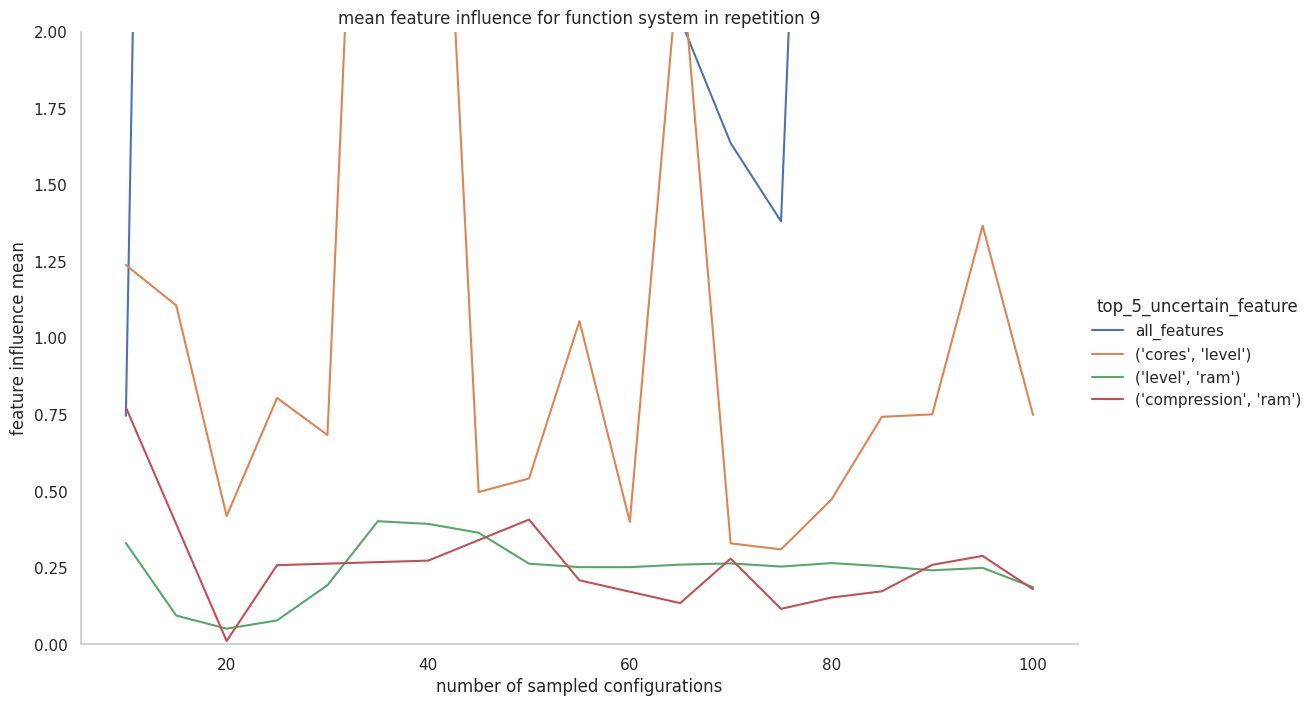 mean feature influence for function system in repetition 9
2.00
1.75
1.50
1.25
1.00
0.75
0.50
0.25
0.00
feature influence mean
20 40 60 80 100
number of sampled configurations
top_5_uncertain_feature
all_features
('cores', 'level')
('level', 'ram')
('compression', 'ram')